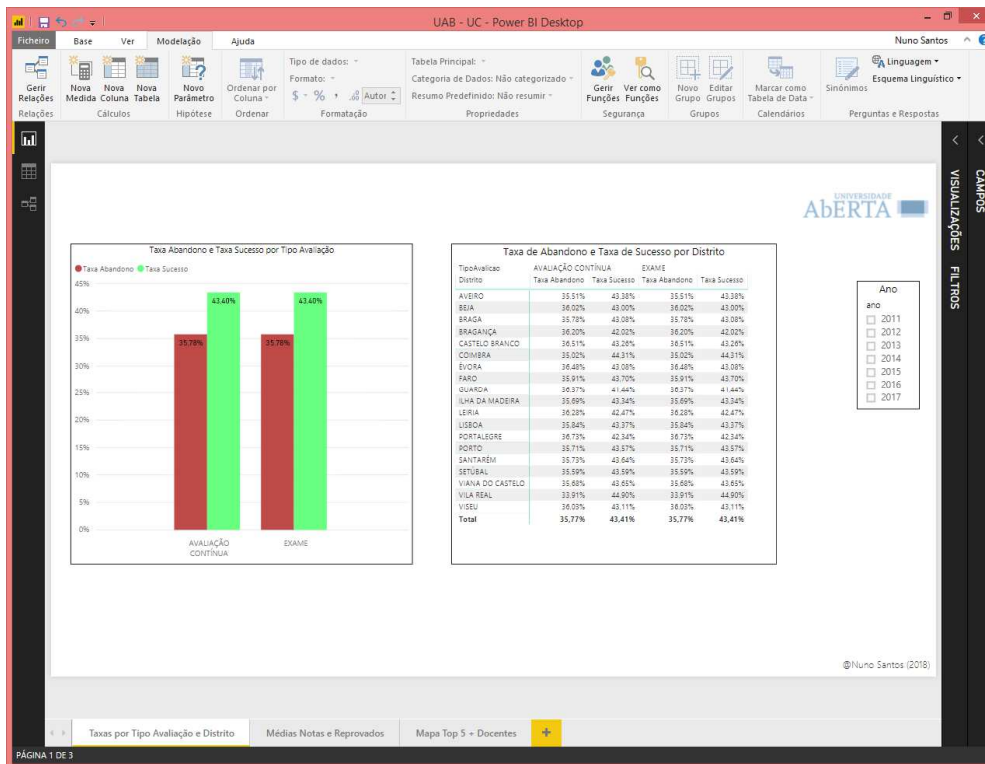 UAB - UC - Power BI Desktop
Ficheiro Base Ver Modelação Ajuda Nuno Santos
Gerir Relações
Nova Medida
Nova Coluna
Nova Tabela
Novo Parâmetro
Ordenar por Coluna
Tipo de dados:
Formato:
$ % , .00 Autor
Tabela Principal:
Categoria de Dados: Não categorizado
Resumo Predefinido: Não resumir
Gerir Funções
Ver como Funções
Novo Grupo
Editar Grupos
Marcar como Tabela de Data
Sinónimos
Linguagem
Esquema Linguístico
Relações Cálculos Hipótese Ordenar Formatação Propriedades Segurança Grupos Calendários Perguntas e Respostas
VISUALIZAÇÕES FILTROS
CAMPOS
UNIVERSIDADE
AbERTA
Taxa Abandono e Taxa Sucesso por Tipo Avaliação
Taxa Abandono Taxa Sucesso
45%
40%
35%
30%
25%
20%
15%
10%
5%
0%
35,78% 43,40% 35,78% 43,40%
AVALIAÇÃO CONTÍNUA
EXAME
Taxa de Abandono e Taxa de Sucesso por Distrito
TipoAvalicao AVALIAÇÃO CONTÍNUA EXAME
Distrito Taxa Abandono Taxa Sucesso Taxa Abandono Taxa Sucesso
AVEIRO 35,51% 43,38% 35,51% 43,38%
BEJA 36,02% 43,00% 36,02% 43,00%
BRAGA 35,78% 43,08% 35,78% 43,08%
BRAGANÇA 36,20% 42,02% 36,20% 42,02%
CASTELO BRANCO 36,51% 43,26% 36,51% 43,26%
COIMBRA 35,02% 44,31% 35,02% 44,31%
ÉVORA 36,48% 43,08% 36,48% 43,08%
FARO 35,91% 43,70% 35,91% 43,70%
GUARDA 36,37% 41,44% 36,37% 41,44%
ILHA DA MADEIRA 35,69% 43,34% 35,69% 43,34%
LEIRIA 36,28% 42,47% 36,28% 42,47%
LISBOA 35,84% 43,37% 35,84% 43,37%
PORTALEGRE 36,73% 42,34% 36,73% 42,34%
PORTO 35,71% 43,57% 35,71% 43,57%
SANTARÉM 35,73% 43,64% 35,73% 43,64%
SETÚBAL 35,59% 43,59% 35,59% 43,59%
VIANA DO CASTELO 35,68% 43,65% 35,68% 43,65%
VILA REAL 33,91% 44,90% 33,91% 44,90%
VISEU 36,03% 43,11% 36,03% 43,11%
Total 35,77% 43,41% 35,77% 43,41%
Ano
ano
2011
2012
2013
2014
2015
2016
2017
@Nuno Santos (2018)
Taxas por Tipo Avaliação e Distrito Médias Notas e Reprovados Mapa Top 5 + Docentes +
PÁGINA 1 DE 3